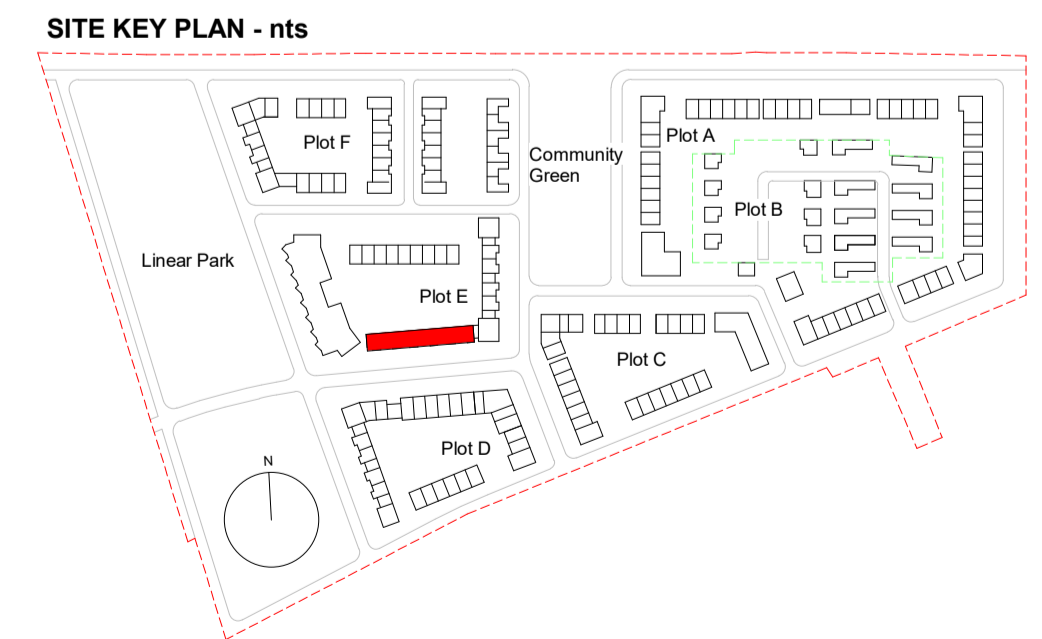 SITE KEY PLAN - nts
Plot F
Community
Green
Plot A
Plot B
Linear Park
Plot E
Plot C
Plot D
N